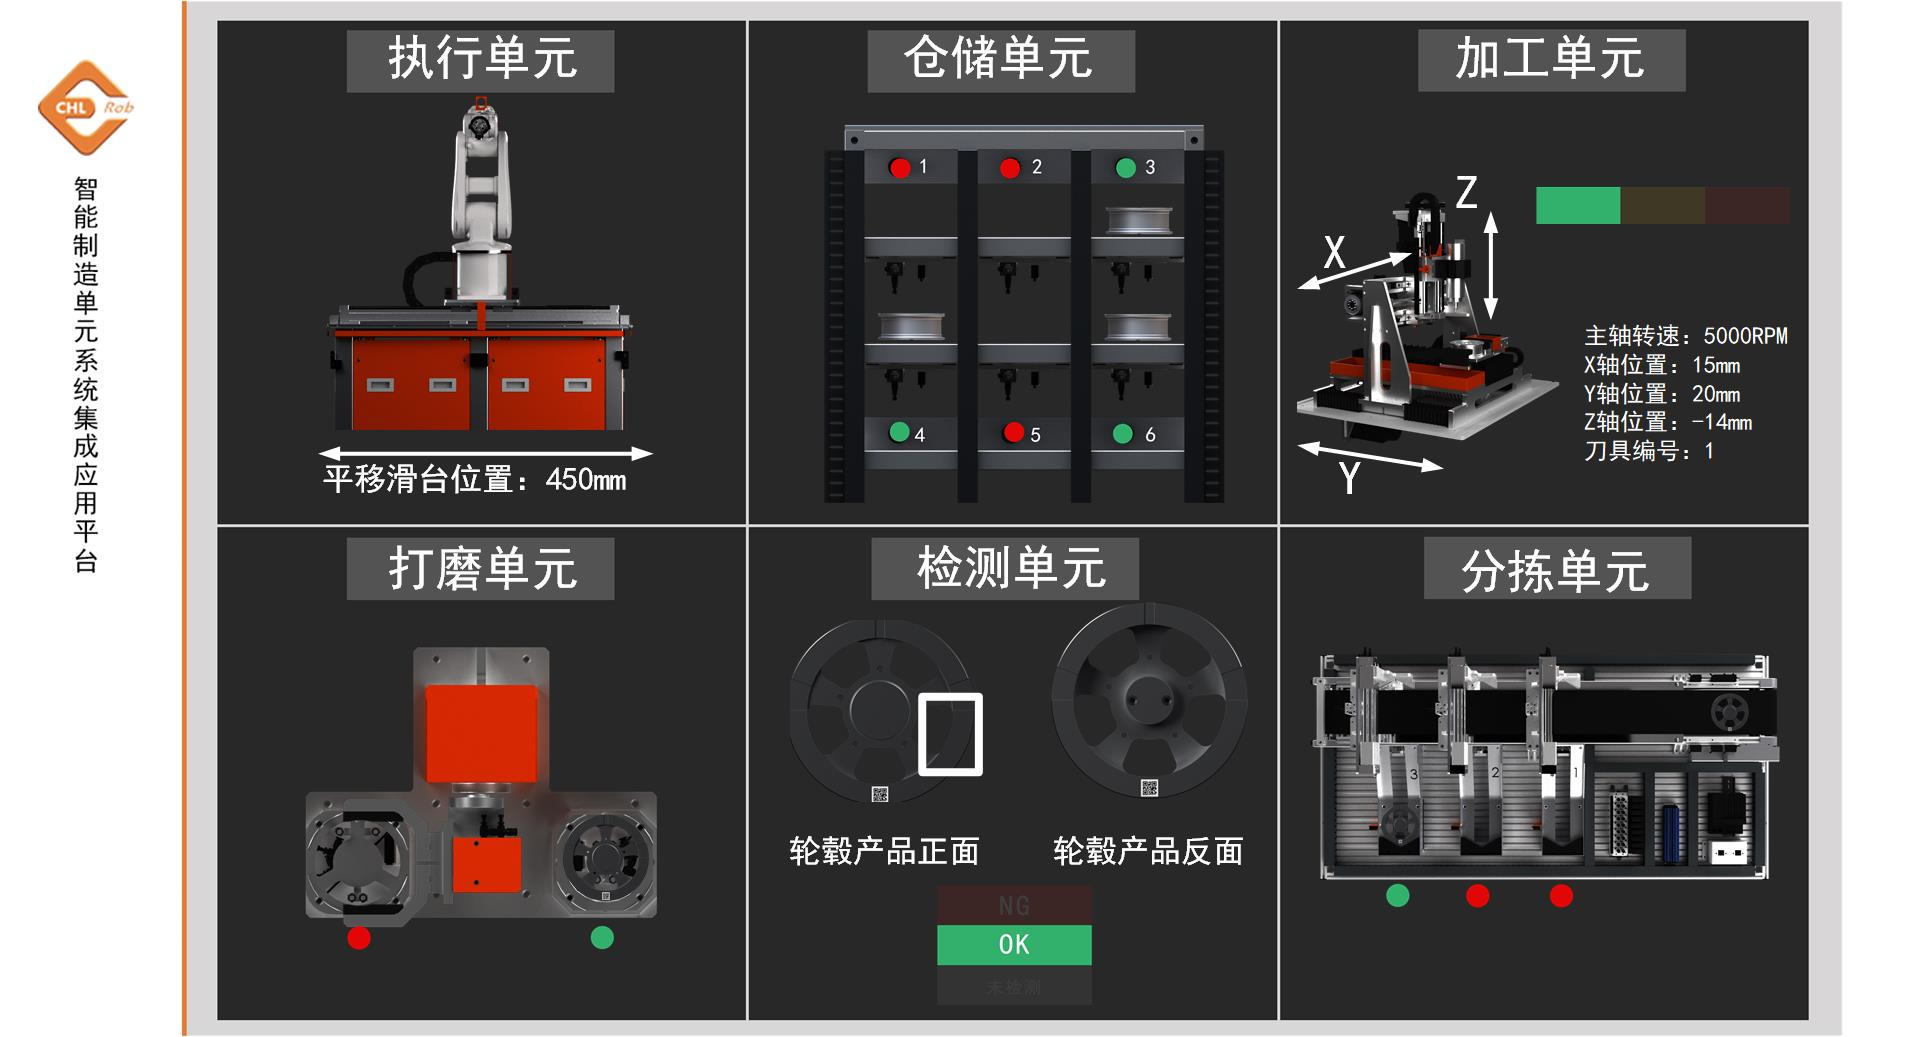 CHL Rob
智能制造单元系统集成应用平台
执行单元
平移滑台位置：450mm
仓储单元
1
2
3
4
5
6
加工单元
Z
X
Y
主轴转速：5000RPM
X轴位置：15mm
Y轴位置：20mm
Z轴位置：-14mm
刀具编号：1
打磨单元
检测单元
轮毂产品正面
轮毂产品反面
NG
OK
未检测
分拣单元
3
2
1